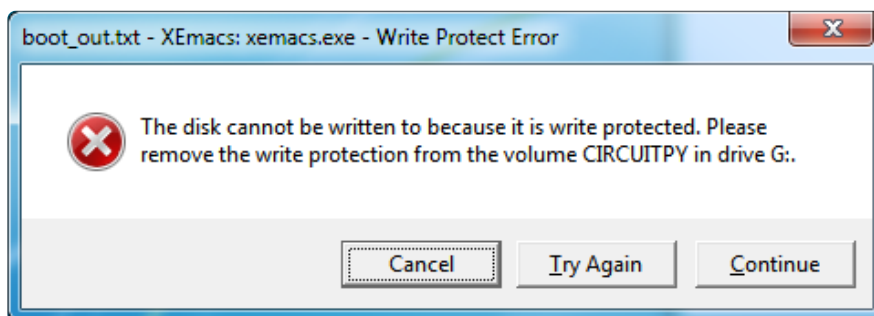 boot_out.txt - XEmacs: xemacs.exe - Write Protect Error
The disk cannot be written to because it is write protected. Please
remove the write protection from the volume CIRCUITPY in drive G:.
Cancel
Try Again
Continue